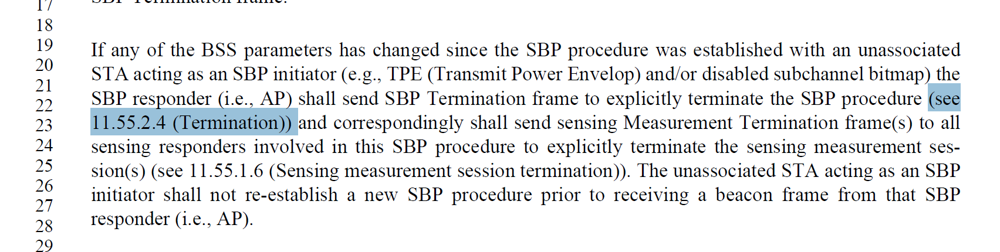 17 SBP Termination frame.
18
19 If any of the BSS parameters has changed since the SBP procedure was established with an unassociated
20 STA acting as an SBP initiator (e.g., TPE (Transmit Power Envelop) and/or disabled subchannel bitmap) the
21
22 SBP responder (i.e., AP) shall send SBP Termination frame to explicitly terminate the SBP procedure (see
23 11.55.2.4 (Termination)) and correspondingly shall send sensing Measurement Termination frame(s) to all
24 sensing responders involved in this SBP procedure to explicitly terminate the sensing measurement ses-
25 sion(s) (see 11.55.1.6 (Sensing measurement session termination)). The unassociated STA acting as an SBP
26
27 initiator shall not re-establish a new SBP procedure prior to receiving a beacon frame from that SBP
28 responder (i.e., AP).
29